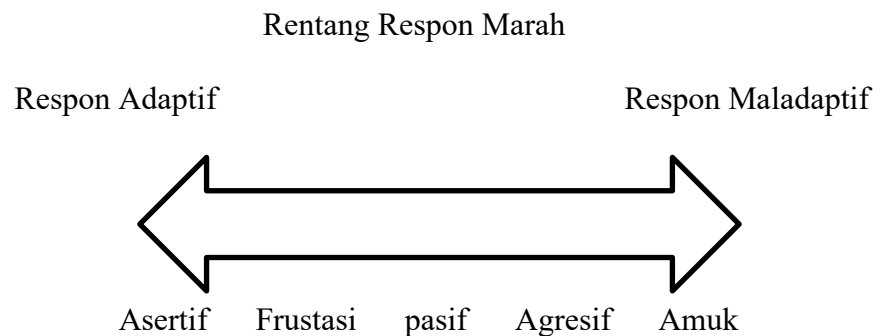 Rentang Respon Marah
Respon Adaptif Respon Maladaptif
Asertif Frustasi pasif Agresif Amuk